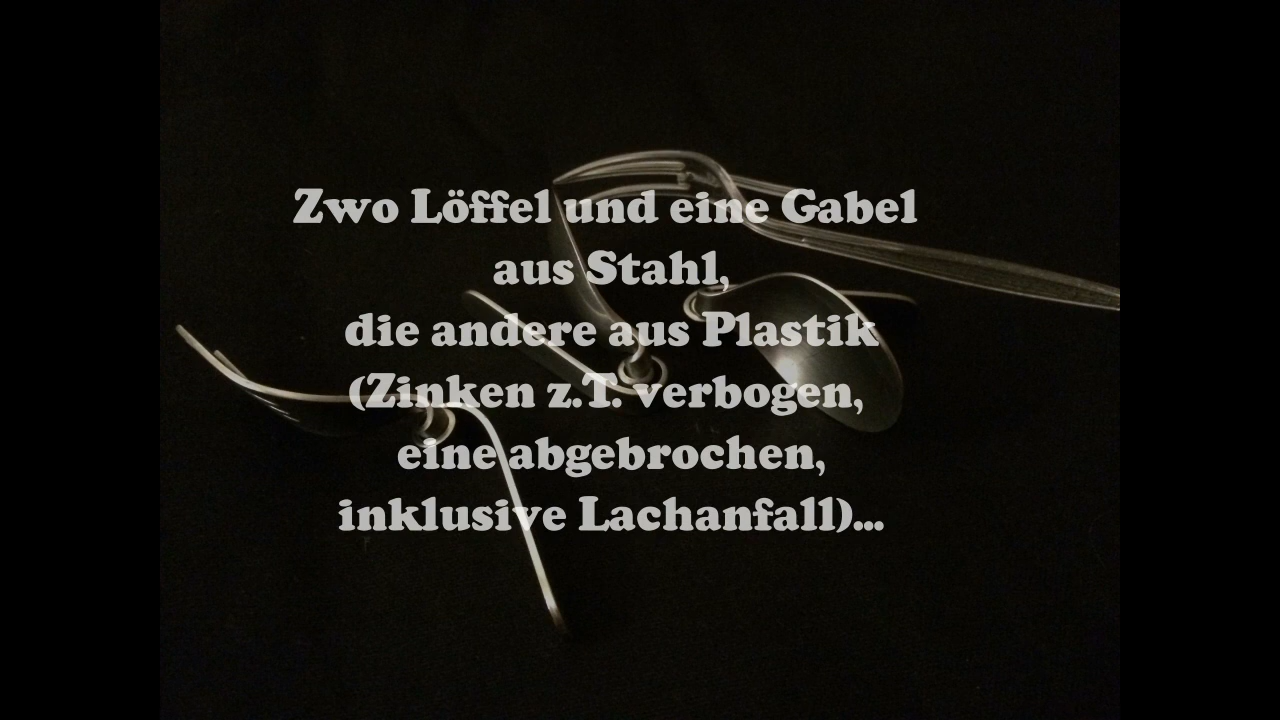 Zwo Löffel und eine Gabel
aus Stahl,
die andere aus Plastik
(Zinken z.T. verbogen,
eine abgebrochen,
inklusive Lachanfall)...